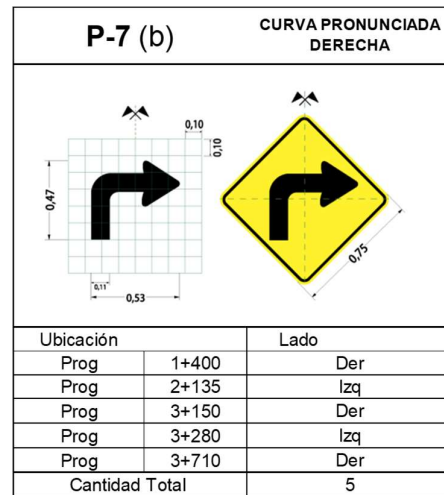 P-7 (b)
CURVA PRONUNCIADA
DERECHA
0,10
0,10
0,47
0,11
0,53
0,75
Ubicación Lado
Prog 1+400 Der
Prog 2+135 Izq
Prog 3+150 Der
Prog 3+280 Izq
Prog 3+710 Der
Cantidad Total 5